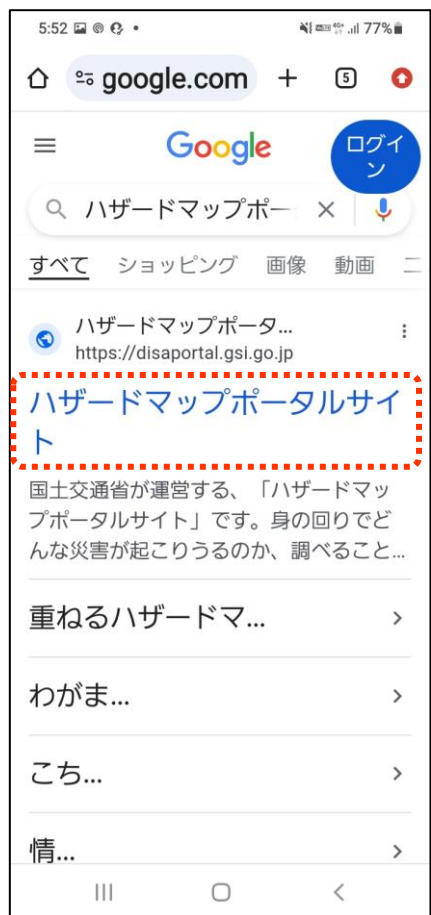 5:52 77%
google.com + 5
Google
ログイ
ン
ハザードマップポー
すべて ショッピング 画像 動画 ニ
ハザードマップポータ...
https://disaportal.gsi.go.jp
ハザードマップポータルサイ
ト
国土交通省が運営する、「ハザードマッ
プポータルサイト」です。身の回りでど
んな災害が起こりうるのか、調べること...
重ねるハザードマ...
わがま...
こち...
情...